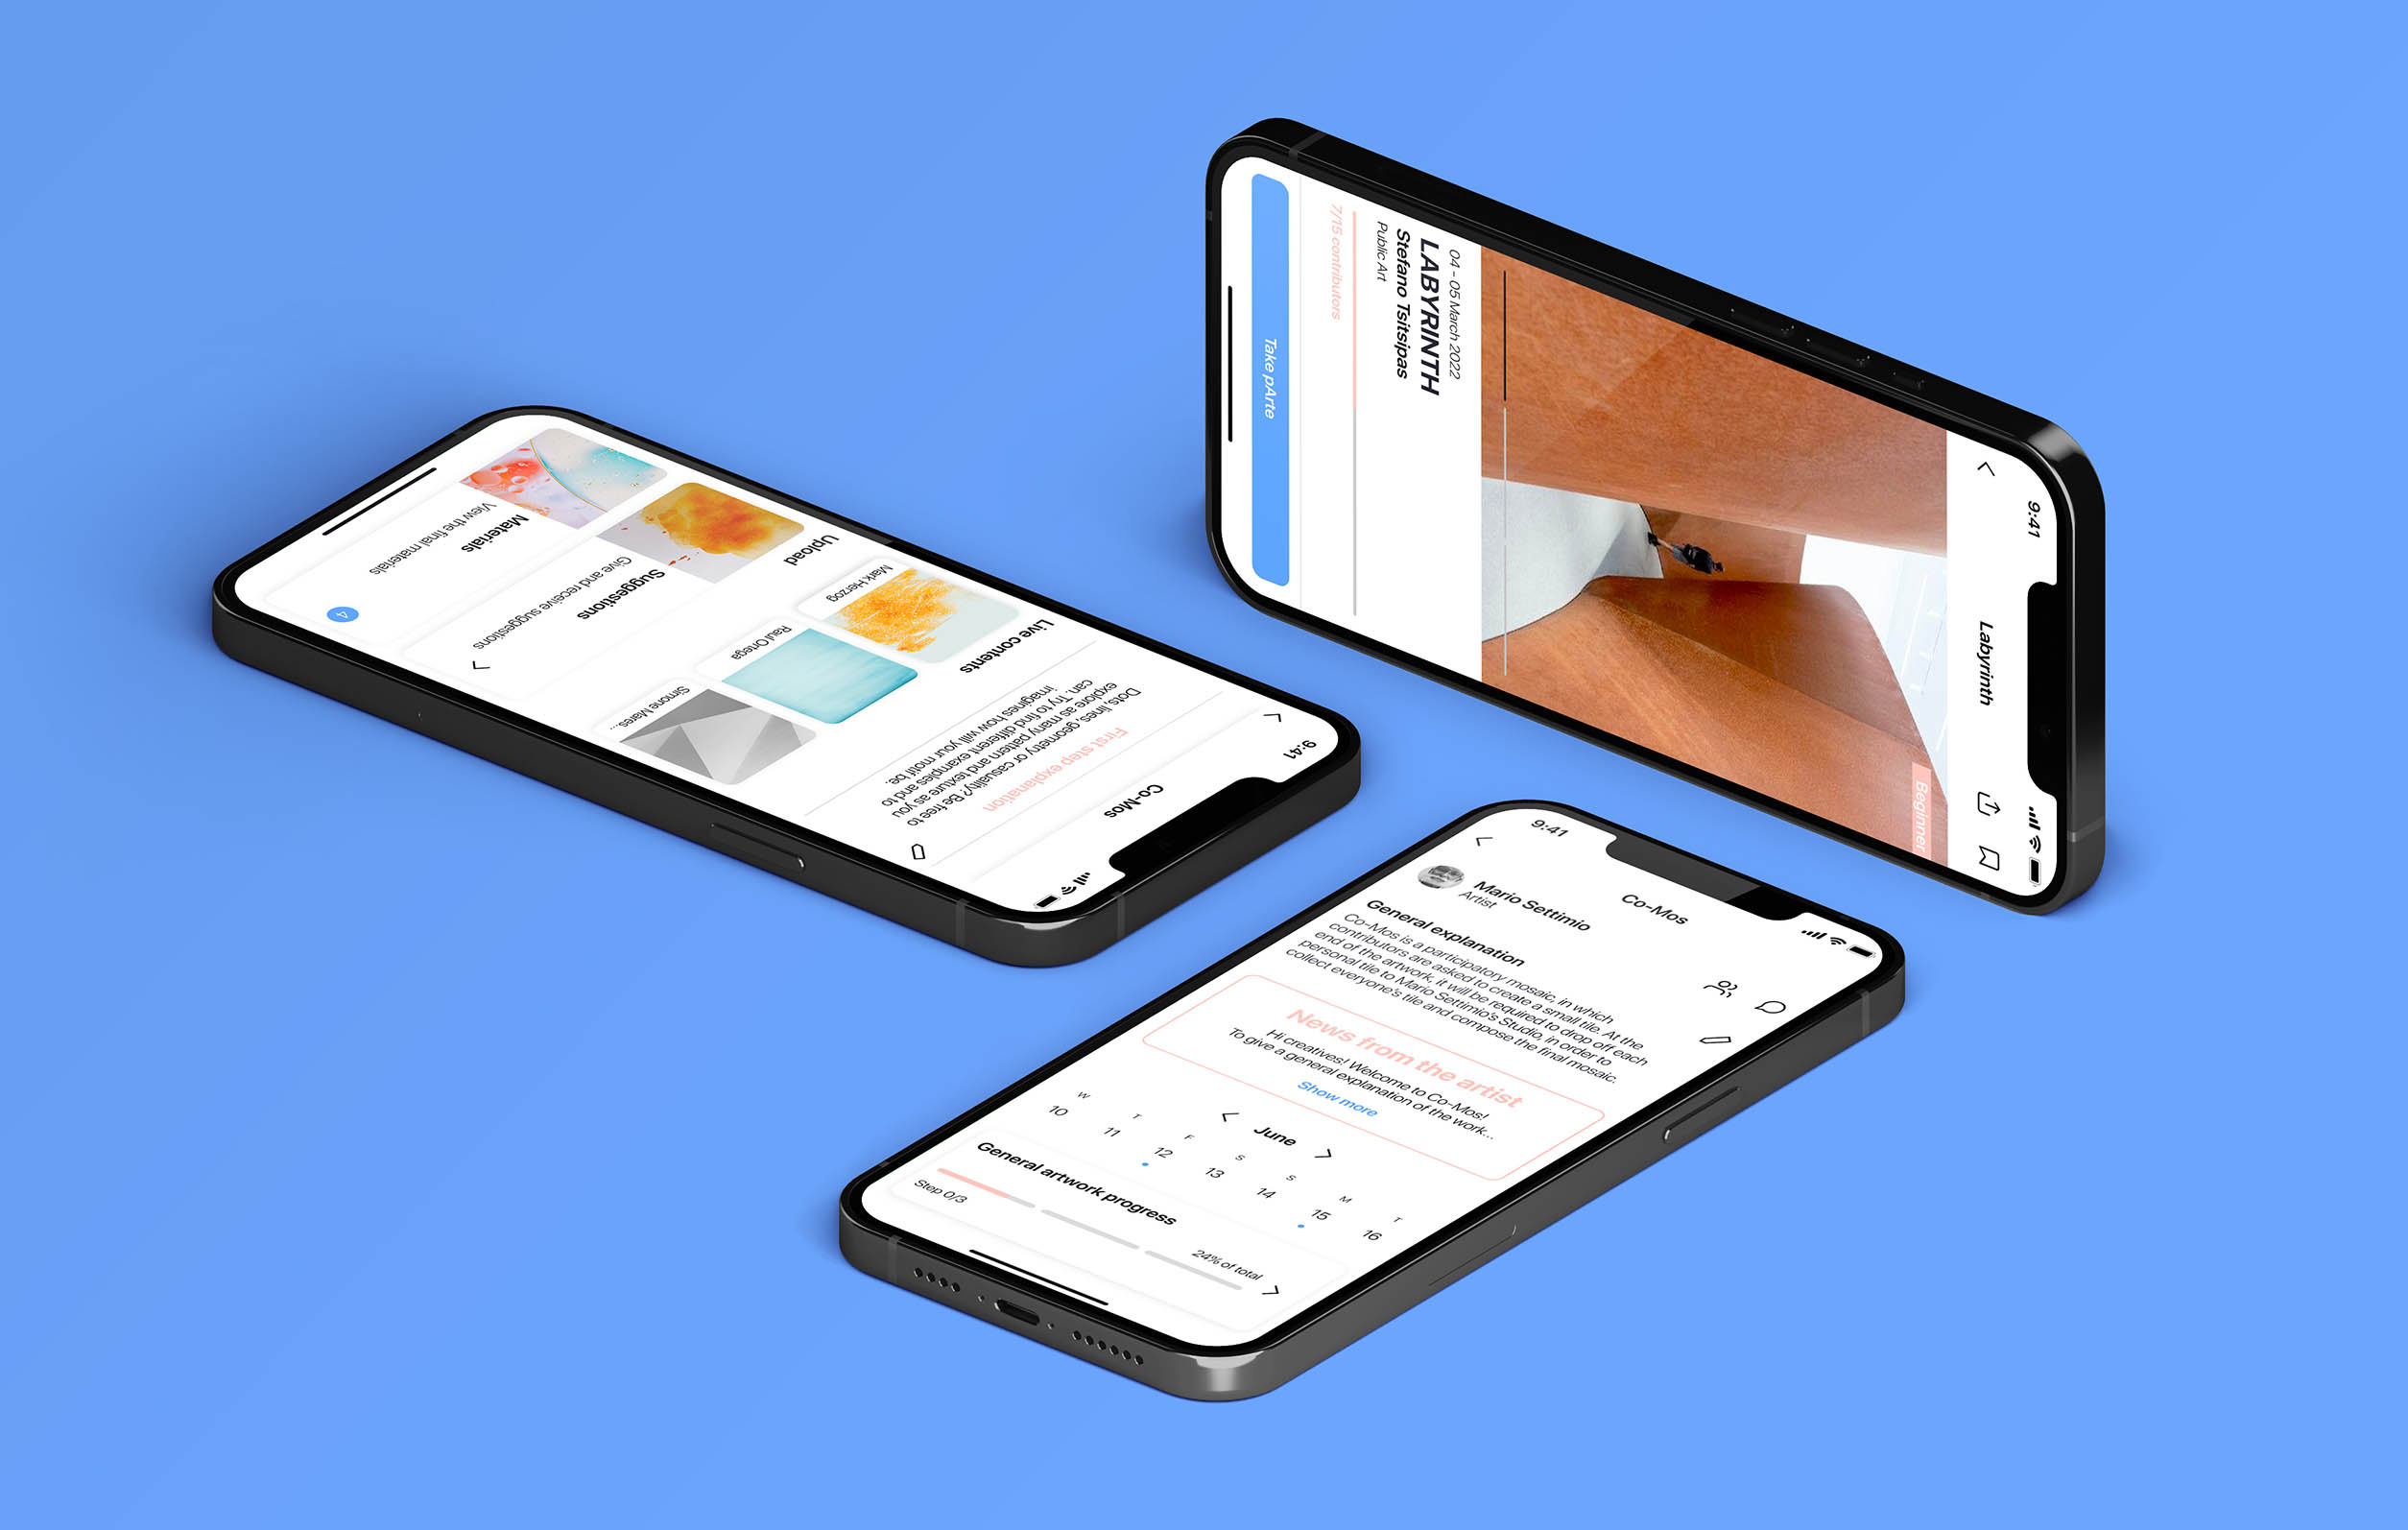 9:41
Co-Mos
First step explanation
Dots, lines, geometry or casuality? Be free to
explore as many pattern and texture as you
can. Try to find different examples and to
imagines how will your motif be.
Live contents
Mark Herzog
Raul Ortega
Simone Mares...
Upload
Suggestions
Give and receive suggestions
Materials
View the final materials
4
9:41
Labyrinth
Beginner
04 - 05 March 2022
LABYRINTH
Stefano Tsitsipas
Public Art
7/15 contributors
Take pArte
9:41
Co-Mos
Mario Settimio
Artist
General explanation
Co-Mos is a participatory mosaic, in which
contributors are asked to create a small tile. At the
end of the artwork, it will be required to drop off each
personal tile to Mario Settimio's Studio, in order to
collect everyone's tile and compose the final mosaic.
News from the artist
Hi creatives! Welcome to Co-Mos!
To give a general explanation of the work...
Show more
June
W T F S S M T
10 11 12 13 14 15 16
General artwork progress
Step 0/3
24% of total